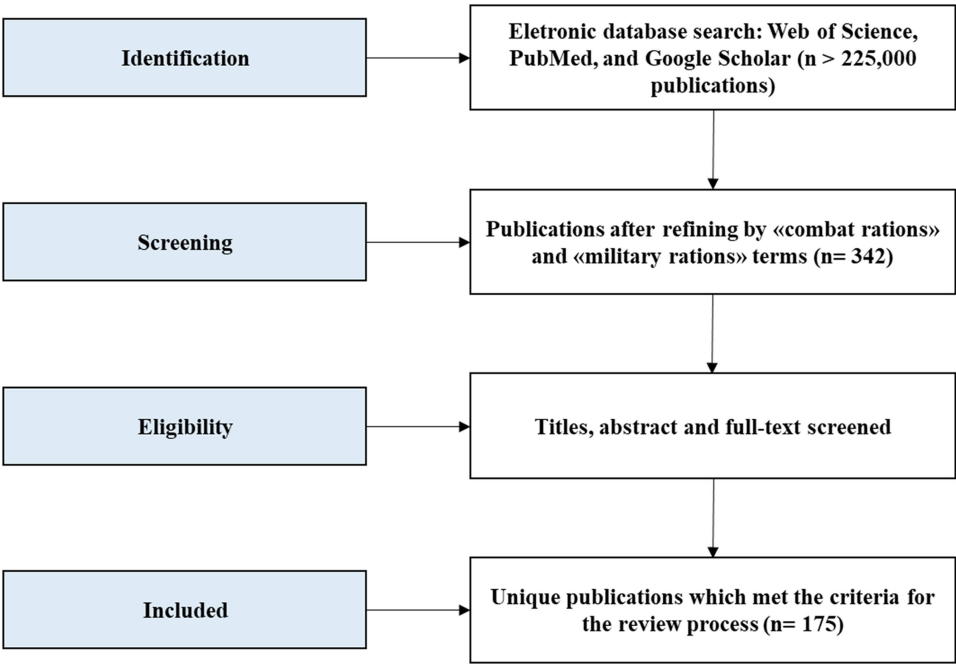 Identification
Eletronic database search: Web of Science,
PubMed, and Google Scholar (n > 225,000
publications)
Screening
Publications after refining by «combat rations»
and «military rations» terms (n= 342)
Eligibility
Titles, abstract and full-text screened
Included
Unique publications which met the criteria for
the review process (n= 175)